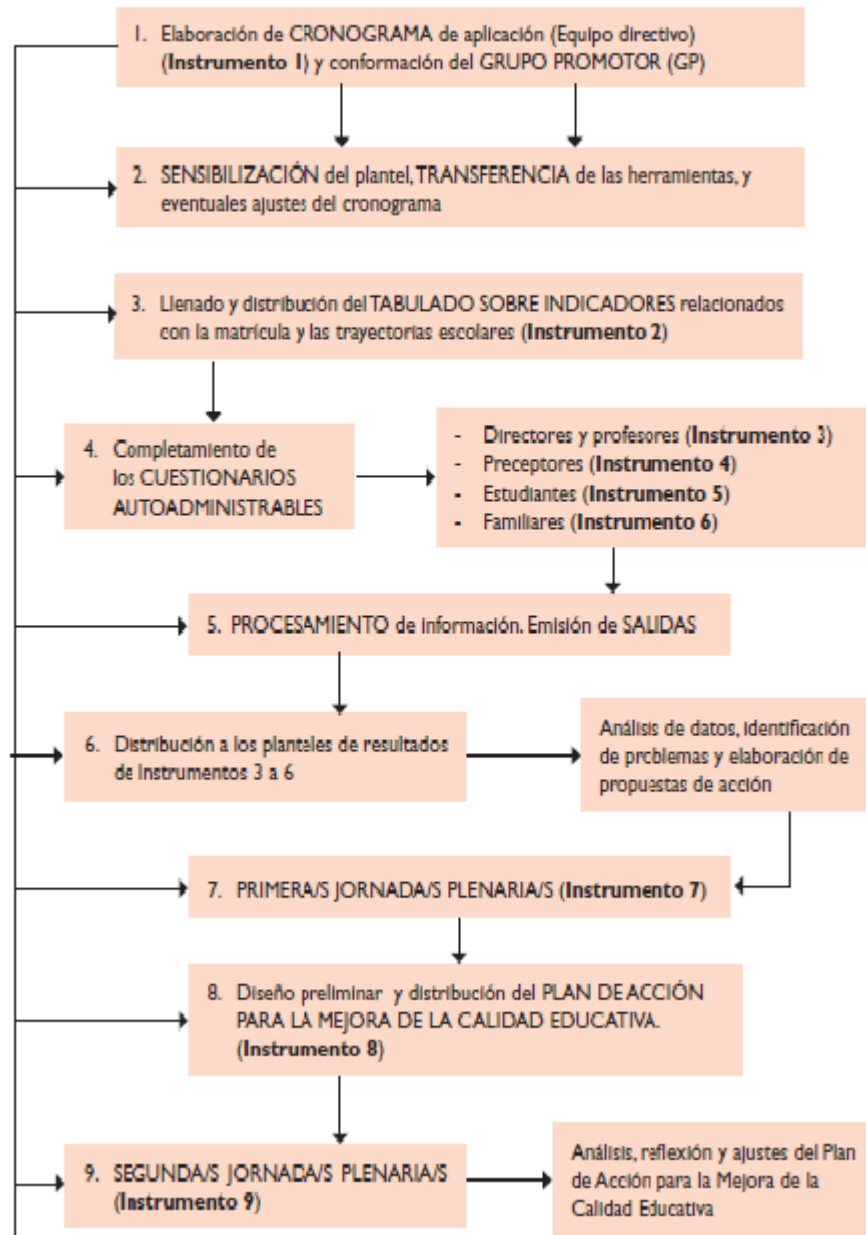 1. Elaboración de CRONOGRAMA de aplicación (Equipo directivo)
(Instrumento 1) y conformación del GRUPO PROMOTOR (GP)
2. SENSIBILIZACIÓN del plantel, TRANSFERENCIA de las herramientas, y
eventuales ajustes del cronograma
3. Llenado y distribución del TABULADO SOBRE INDICADORES relacionados
con la matrícula y las trayectorias escolares (Instrumento 2)
4. Completamiento de
los CUESTIONARIOS
AUTOADMINISTRABLES
- Directores y profesores (Instrumento 3)
- Preceptores (Instrumento 4)
- Estudiantes (Instrumento 5)
- Familiares (Instrumento 6)
5. PROCESAMIENTO de información. Emisión de SALIDAS
6. Distribución a los planteles de resultados
de Instrumentos 3 a 6
Análisis de datos, identificación
de problemas y elaboración de
propuestas de acción
7. PRIMERA/S JORNADA/S PLENARIA/S (Instrumento 7)
8. Diseño preliminar y distribución del PLAN DE ACCIÓN
PARA LA MEJORA DE LA CALIDAD EDUCATIVA.
(Instrumento 8)
9. SEGUNDA/S JORNADA/S PLENARIA/S
(Instrumento 9)
Análisis, reflexión y ajustes del Plan
de Acción para la Mejora de la
Calidad Educativa